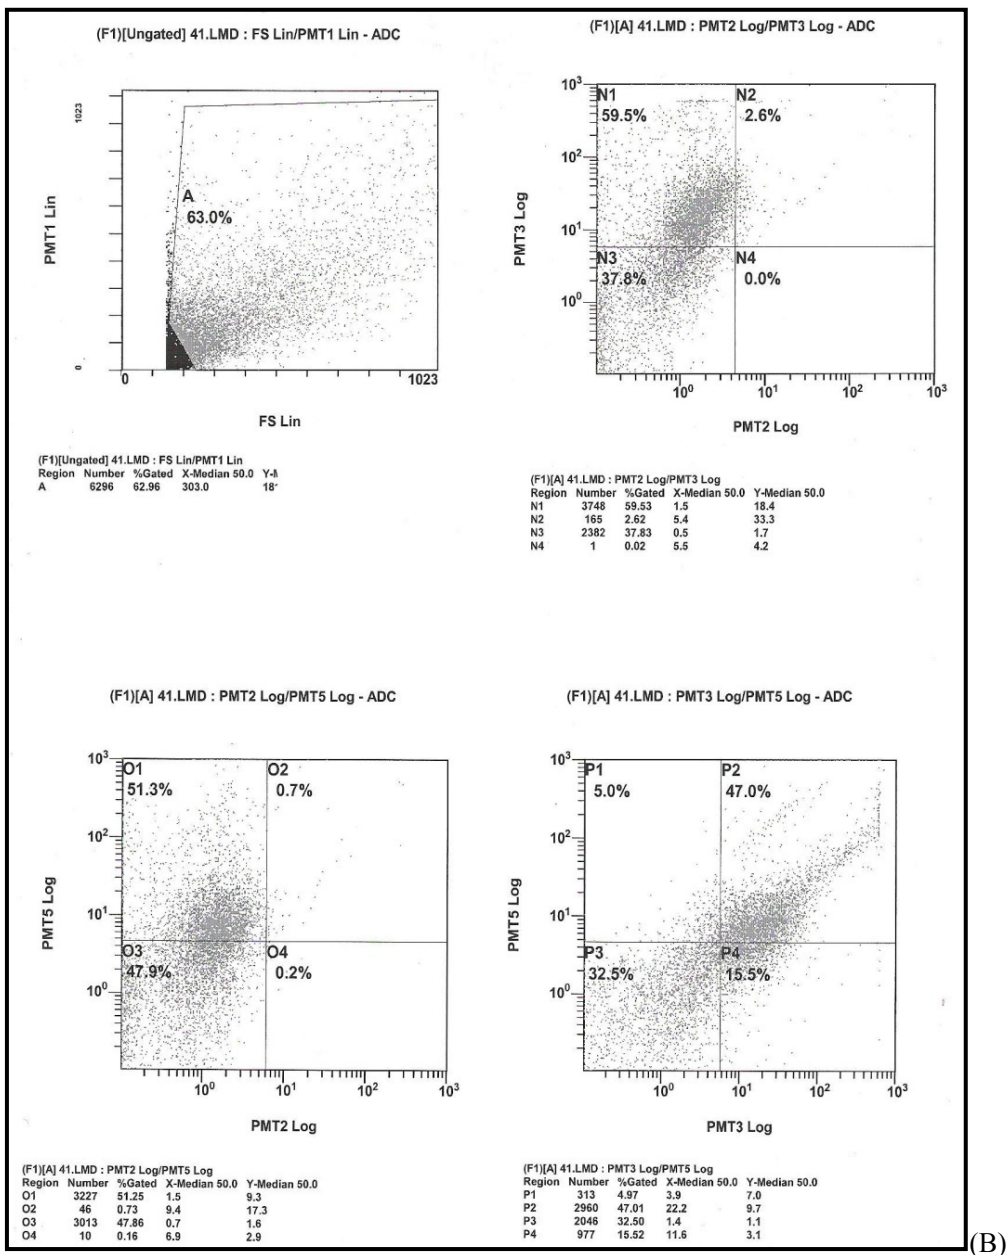 (F1)[Ungated] 41.LMD : FS Lin/PMT1 Lin - ADC
1023
PMT1 Lin
0
A
63.0%
0
1023
FS Lin
(F1)[Ungated] 41.LMD : FS Lin/PMT1 Lin
Region Number %Gated X-Median 50.0
A 6296 62.96 303.0
(F1)[A] 41.LMD : PMT2 Log/PMT3 Log - ADC
10³
N1
59.5%
N2
2.6%
10²
PMT3 Log
10¹
N3
37.8%
N4
0.0%
10⁰
10⁰ 10¹ 10² 10³
PMT2 Log
(F1)[A] 41.LMD : PMT2 Log/PMT3 Log
Region Number %Gated X-Median 50.0 Y-Median 50.0
N1 3748 59.53 1.5 18.4
N2 165 2.62 5.4 33.3
N3 2382 37.83 0.5 1.7
N4 1 0.02 5.5 4.2
(F1)[A] 41.LMD : PMT2 Log/PMT5 Log - ADC
10³
O1
51.3%
O2
0.7%
10²
PMT5 Log
10¹
O3
47.9%
O4
0.2%
10⁰
10⁰ 10¹ 10² 10³
PMT2 Log
(F1)[A] 41.LMD : PMT2 Log/PMT5 Log
Region Number %Gated X-Median 50.0 Y-Median 50.0
O1 3227 51.25 1.5 9.3
O2 46 0.73 9.4 17.3
O3 3013 47.86 0.7 1.6
O4 10 0.16 6.9 2.9
(F1)[A] 41.LMD : PMT3 Log/PMT5 Log - ADC
10³
P1
5.0%
P2
47.0%
10²
PMT5 Log
10¹
P3
32.5%
P4
15.5%
10⁰
10⁰ 10¹ 10² 10³
PMT3 Log
(F1)[A] 41.LMD : PMT3 Log/PMT5 Log
Region Number %Gated X-Median 50.0 Y-Median 50.0
P1 313 4.97 3.9 7.0
P2 2960 47.01 22.2 9.7
P3 2046 32.50 1.4 1.1
P4 977 15.52 11.6 3.1
(B)